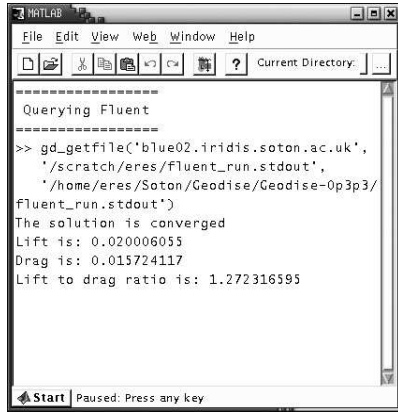 MATLAB
File Edit View Web Window Help
? Current Directory: ...
==================
Querying Fluent
==================
>> gd_getfile('blue02.iridis.soton.ac.uk',
'/scratch/eres/fluent_run.stdout',
'/home/eres/Soton/Geodise/Geodise-0p3p3/
fluent_run.stdout')
The solution is converged
Lift is: 0.020006055
Drag is: 0.015724117
Lift to drag ratio is: 1.272316595
Start Paused: Press any key